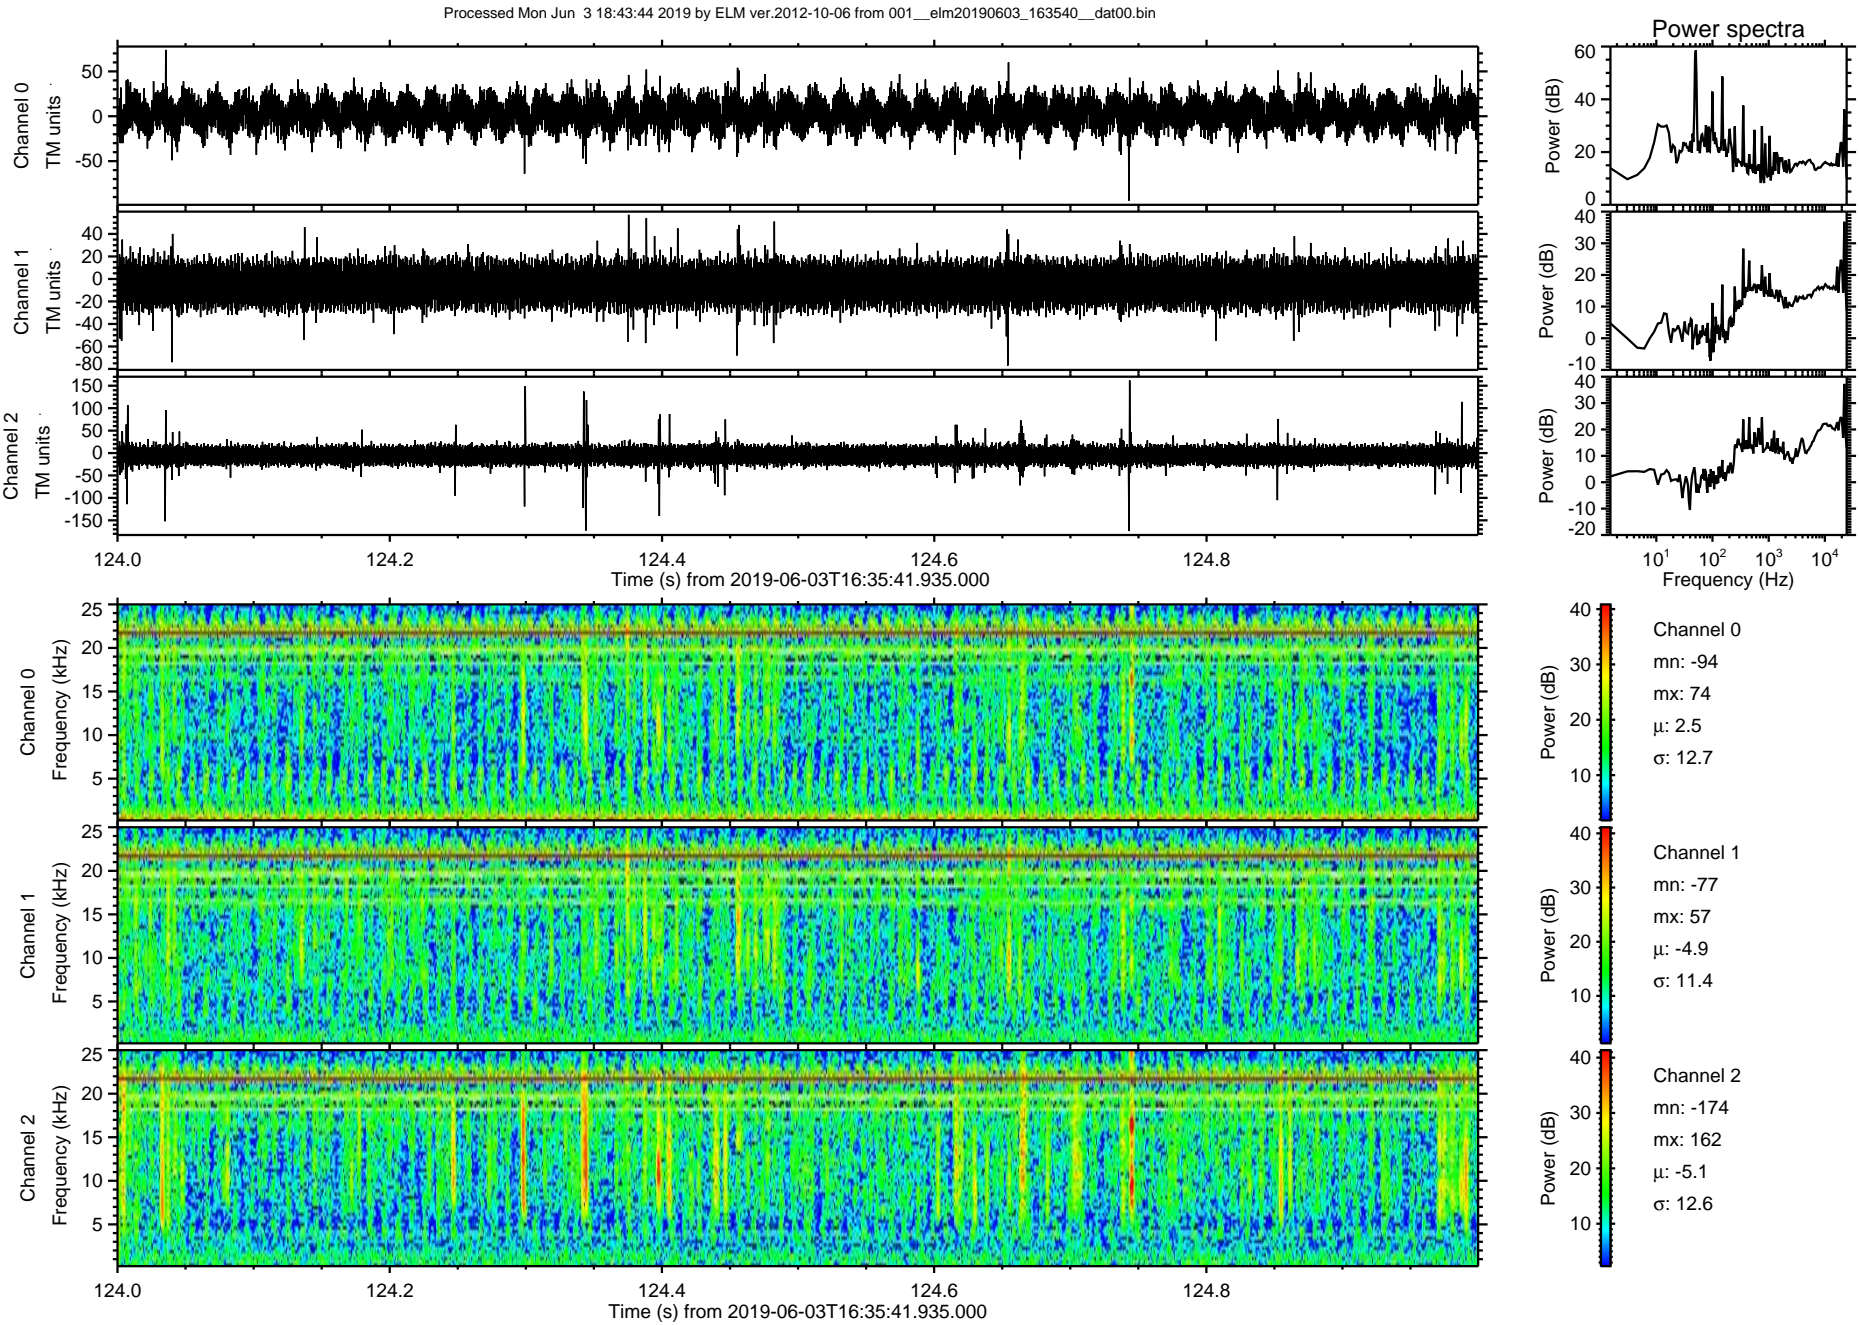 Processed Mon Jun  3 18:43:44 2019 by ELM ver.2012-10-06 from 001__elm20190603_163540__dat00.bin
Power spectra
Channel 0
TM units
50
0
-50
Power (dB)
60
40
20
0
Channel 1
TM units
40
20
0
-20
-40
-60
-80
Power (dB)
40
30
20
10
0
-10
Channel 2
TM units
150
100
50
0
-50
-100
-150
Power (dB)
40
30
20
10
0
-10
-20
124.0 124.2 124.4 124.6 124.8
Time (s) from 2019-06-03T16:35:41.935.000
10¹ 10² 10³ 10⁴
Frequency (Hz)
Channel 0
Frequency (kHz)
25
20
15
10
5
Power (dB)
40
30
20
10
Channel 0
mn: -94
mx: 74
μ: 2.5
σ: 12.7
Channel 1
Frequency (kHz)
25
20
15
10
5
Power (dB)
40
30
20
10
Channel 1
mn: -77
mx: 57
μ: -4.9
σ: 11.4
Channel 2
Frequency (kHz)
25
20
15
10
5
Power (dB)
40
30
20
10
Channel 2
mn: -174
mx: 162
μ: -5.1
σ: 12.6
124.0 124.2 124.4 124.6 124.8
Time (s) from 2019-06-03T16:35:41.935.000